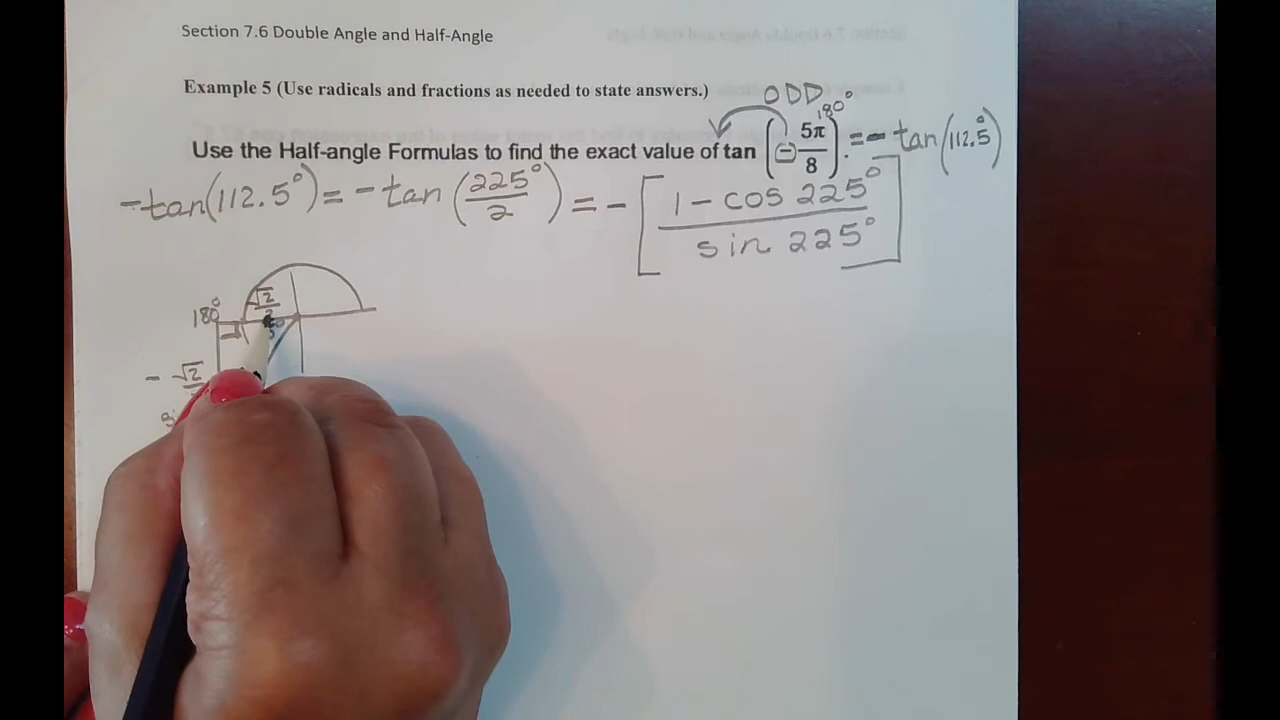 Section 7.6 Double Angle and Half-Angle
Example 5 (Use radicals and fractions as needed to state answers.) ODD
Use the Half-angle Formulas to find the exact value of tan (-5π/8). = -tan(112.5°)
180°
-tan(112.5°) = -tan(225°/2) = -[1 - cos 225°/sin 225°]
√2/2
180°
- √2